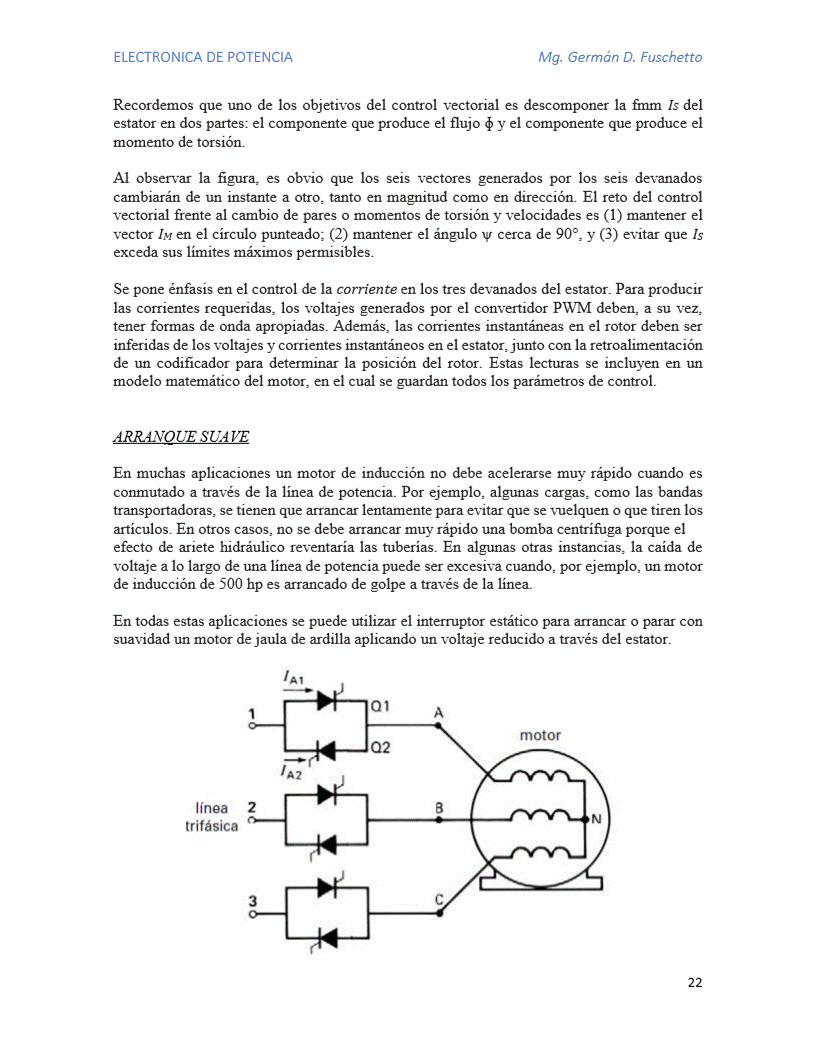 ELECTRONICA DE POTENCIA Mg. Germán D. Fuschetto
Recordemos que uno de los objetivos del control vectorial es descomponer la fmm IS del
estator en dos partes: el componente que produce el flujo ϕ y el componente que produce el
momento de torsión.
Al observar la figura, es obvio que los seis vectores generados por los seis devanados
cambiarán de un instante a otro, tanto en magnitud como en dirección. El reto del control
vectorial frente al cambio de pares o momentos de torsión y velocidades es (1) mantener el
vector IM en el círculo punteado; (2) mantener el ángulo ψ cerca de 90°, y (3) evitar que IS
exceda sus límites máximos permisibles.
Se pone énfasis en el control de la corriente en los tres devanados del estator. Para producir
las corrientes requeridas, los voltajes generados por el convertidor PWM deben, a su vez,
tener formas de onda apropiadas. Además, las corrientes instantáneas en el rotor deben ser
inferidas de los voltajes y corrientes instantáneos en el estator, junto con la retroalimentación
de un codificador para determinar la posición del rotor. Estas lecturas se incluyen en un
modelo matemático del motor, en el cual se guardan todos los parámetros de control.
ARRANQUE SUAVE
En muchas aplicaciones un motor de inducción no debe acelerarse muy rápido cuando es
conmutado a través de la línea de potencia. Por ejemplo, algunas cargas, como las bandas
transportadoras, se tienen que arrancar lentamente para evitar que se vuelquen o que tiren los
artículos. En otros casos, no se debe arrancar muy rápido una bomba centrífuga porque el
efecto de ariete hidráulico reventaría las tuberías. En algunas otras instancias, la caída de
voltaje a lo largo de una línea de potencia puede ser excesiva cuando, por ejemplo, un motor
de inducción de 500 hp es arrancado de golpe a través de la línea.
En todas estas aplicaciones se puede utilizar el interruptor estático para arrancar o parar con
suavidad un motor de jaula de ardilla aplicando un voltaje reducido a través del estator.
IA1
Q1
1
A
motor
Q2
IA2
línea
trifásica
2
B
N
3
C
22